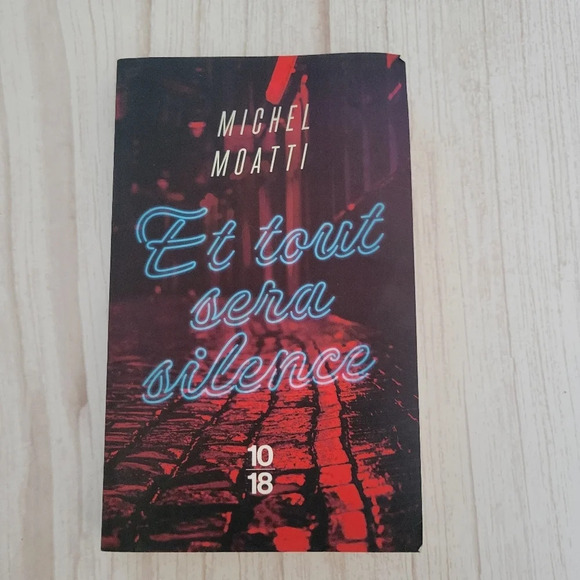 MICHEL
MOATTI
Et tout
sera
silence
10
18